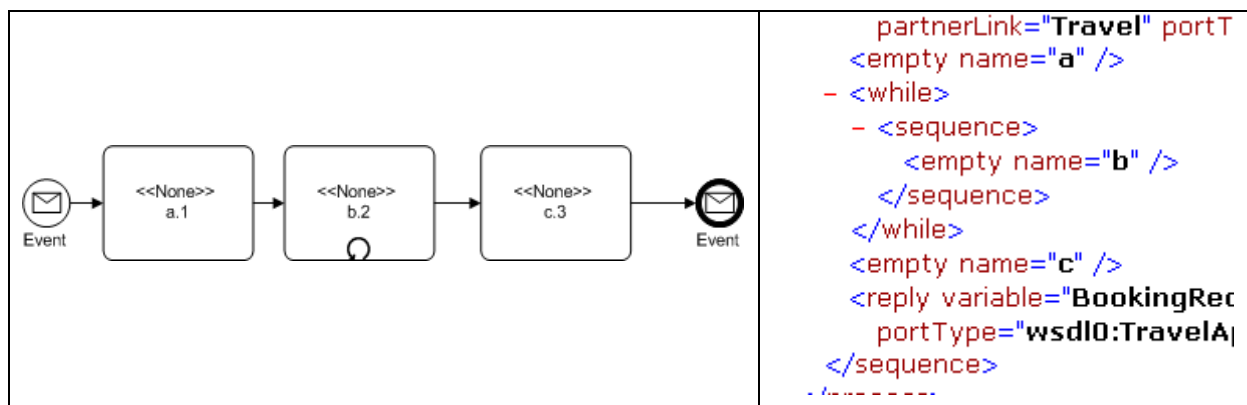 <<None>>
a.1
<<None>>
b.2
<<None>>
c.3
Event
Event
partnerLink="Travel" portT
<empty name="a" />
– <while>
– <sequence>
<empty name="b" />
</sequence>
</while>
<empty name="c" />
<reply variable="BookingRec
portType="wsdl0:TravelA
</sequence>